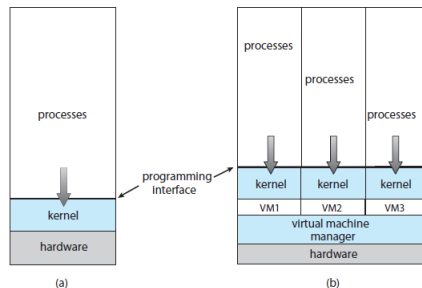 processes
programming
interface
kernel
hardware
(a)
processes
processes
processes
kernel
kernel
kernel
VM1
VM2
VM3
virtual machine
manager
hardware
(b)